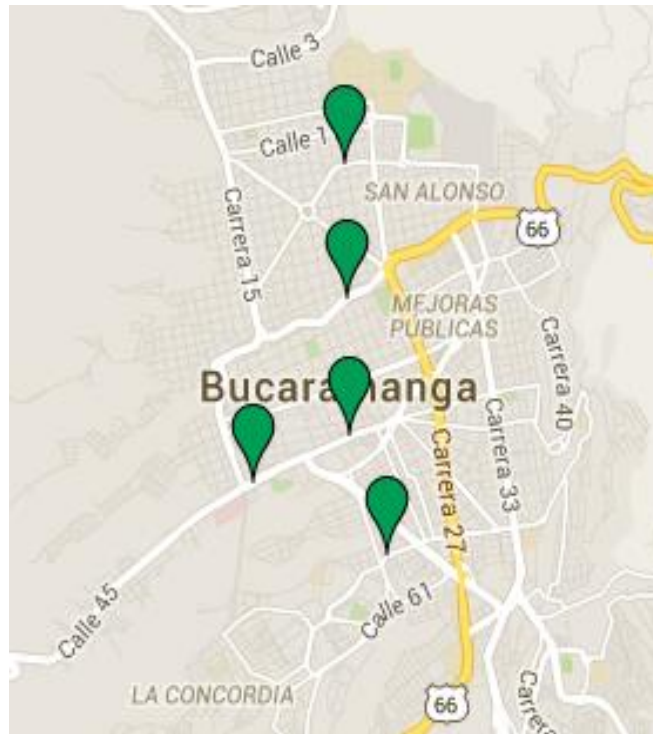 Calle 3
Calle 1
SAN ALONSO
66
Carrera 15
MEJORAS
PÚBLICAS
Carrera 40
Bucaramanga
Carrera 33
Carrera 27
Calle 61
Calle 45
LA CONCORDIA
66